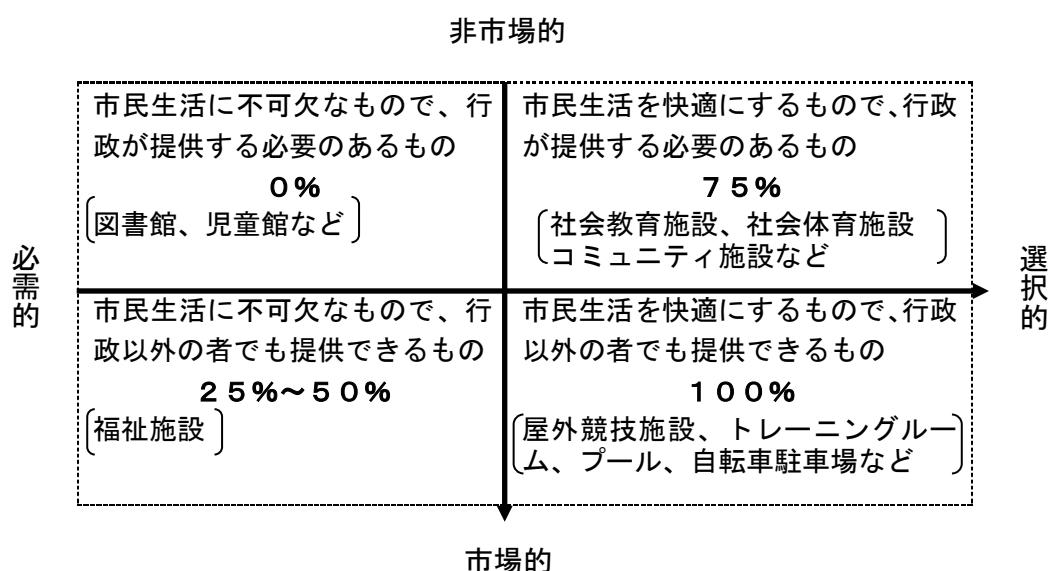 非市場的
市民生活に不可欠なもので、行
政が提供する必要のあるもの
０％
図書館、児童館など
市民生活を快適にするもので、行政
が提供する必要のあるもの
７５％
社会教育施設、社会体育施設
コミュニティ施設など
必需的
選択的
市民生活に不可欠なもので、行
政以外の者でも提供できるもの
２５％～５０％
福祉施設
市民生活を快適にするもので、行政
以外の者でも提供できるもの
１００％
屋外競技施設、トレーニングルー
ム、プール、自転車駐車場など
市場的